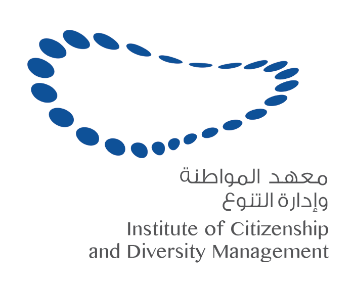 معهد المواطنة
وإدارة التنوع
Institute of Citizenship
and Diversity Management